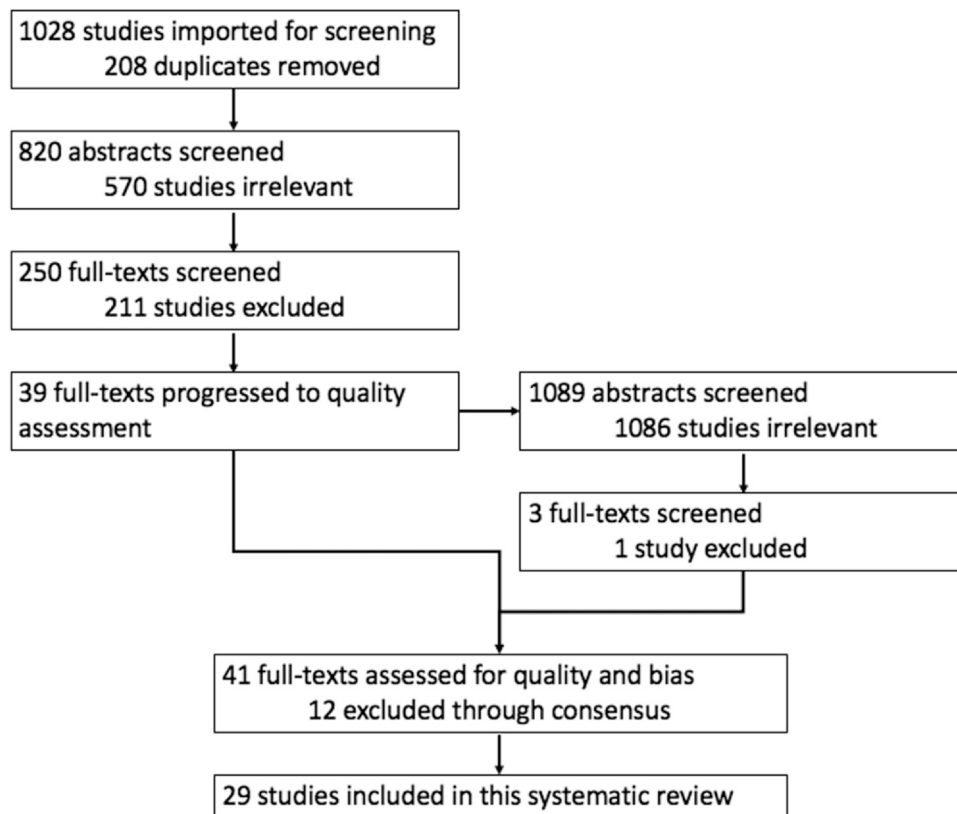 1028 studies imported for screening
208 duplicates removed
820 abstracts screened
570 studies irrelevant
250 full-texts screened
211 studies excluded
39 full-texts progressed to quality
assessment
1089 abstracts screened
1086 studies irrelevant
3 full-texts screened
1 study excluded
41 full-texts assessed for quality and bias
12 excluded through consensus
29 studies included in this systematic review